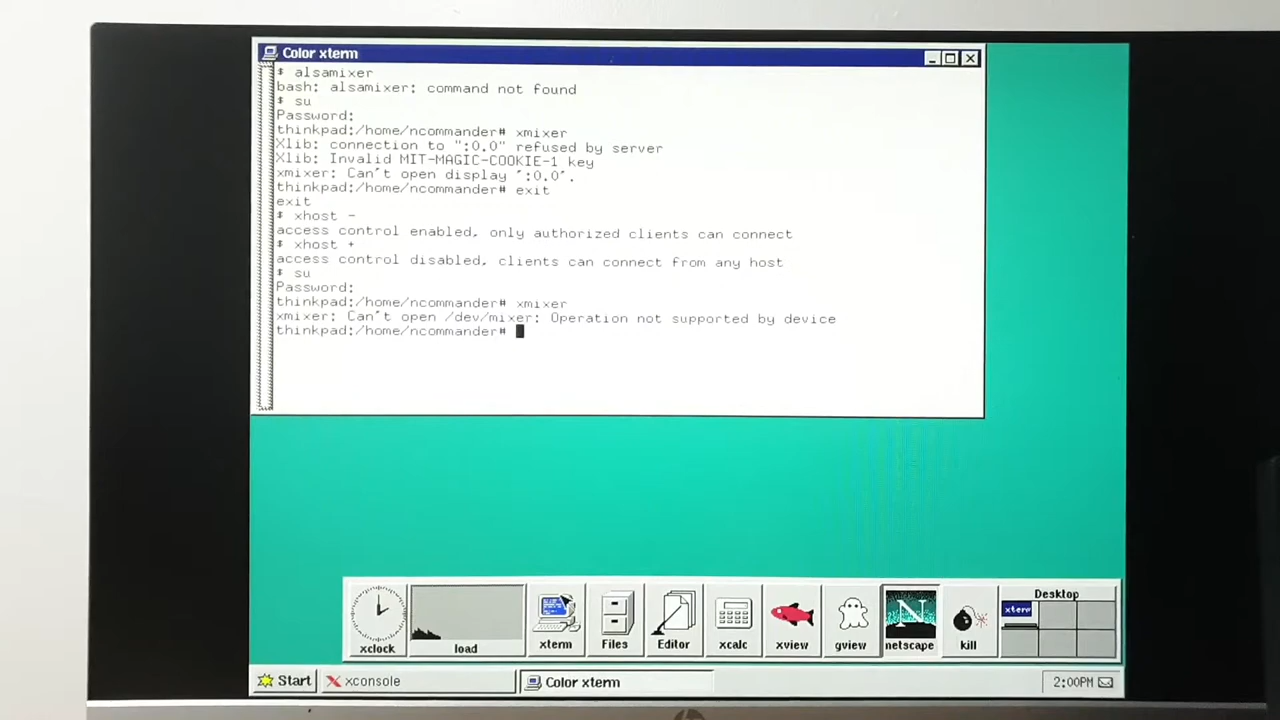 Color xterm
$ alsamixer
bash: alsamixer: command not found
$ su
Password:
thinkpad:/home/ncommander# xmixer
Xlib: connection to ":0.0" refused by server
Xlib: Invalid MIT-MAGIC-COOKIE-1 key
xmixer: Can't open display ":0.0".
thinkpad:/home/ncommander# exit
exit
$ xhost -
access control enabled, only authorized clients can connect
$ xhost +
access control disabled, clients can connect from any host
$ su
Password:
thinkpad:/home/ncommander# xmixer
xmixer: Can't open /dev/mixer: Operation not supported by device
thinkpad:/home/ncommander#
Desktop
xterm
N
xclock load xterm Files Editor xcalc xview gview netscape kill
Start xconsole Color xterm 2:00PM
hp